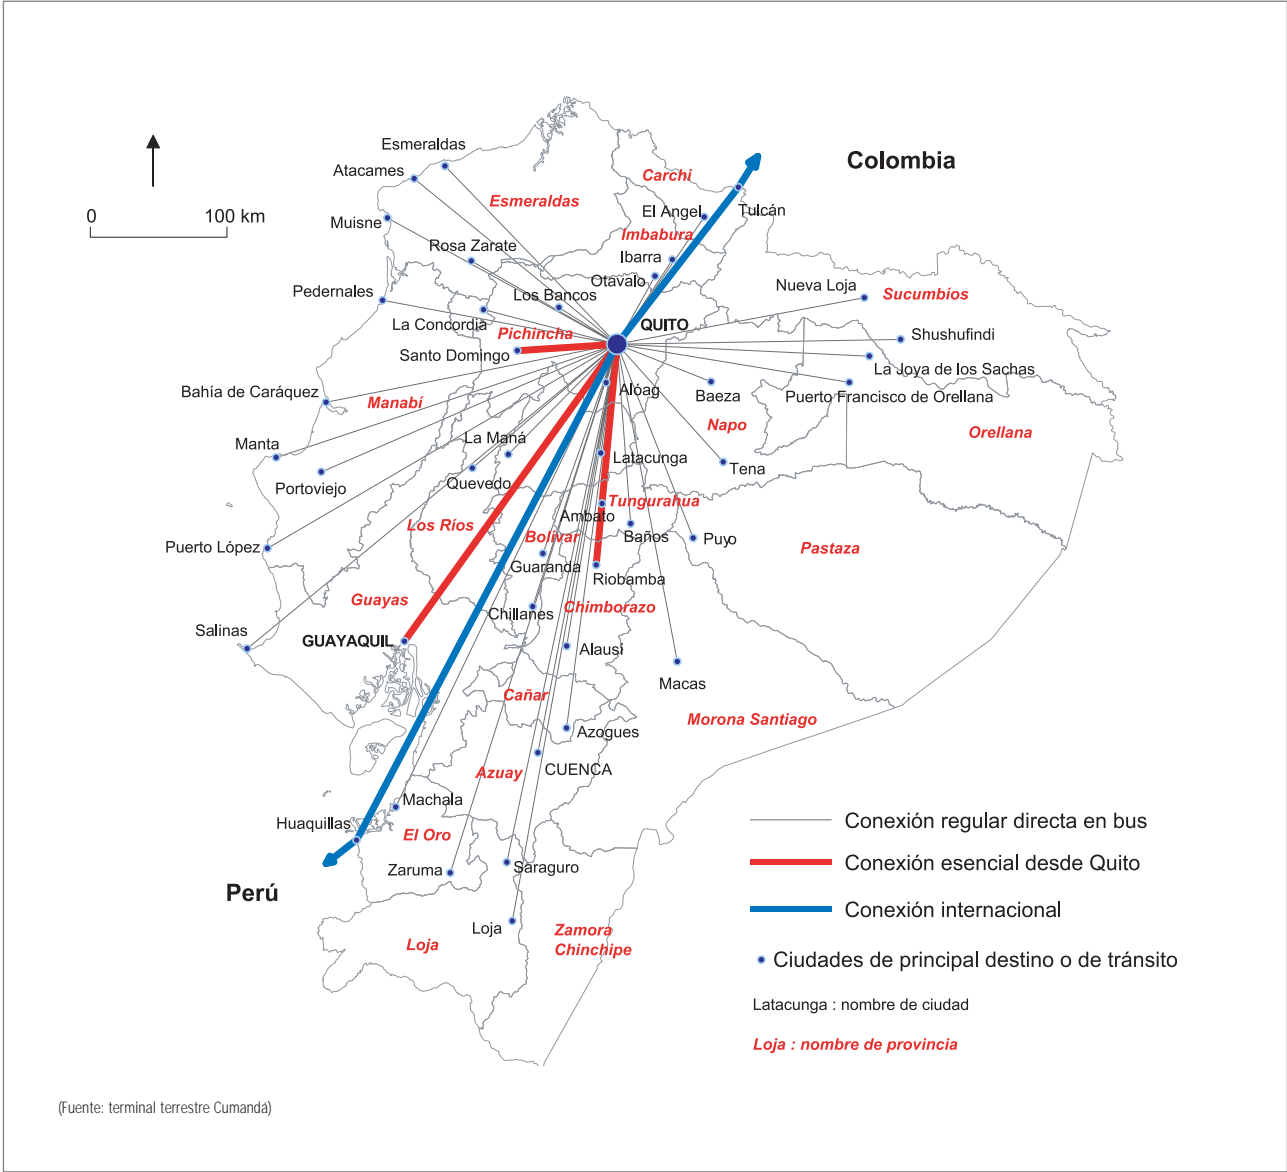 Esmeraldas
Atacames
Muisne
Rosa Zarate
Pedernales
Los Bancos
La Concordia
Santo Domingo
Bahía de Caráquez
Manta
Portoviejo
Puerto López
Salinas
GUAYAQUIL
La Maná
Quevedo
Colombia
Carchi
El Angel
Tulcán
Imbabura
Ibarra
Otavalo
Esmeraldas
Pichincha
QUITO
Nueva Loja
Sucumbíos
Shushufindi
La Joya de los Sachas
Puerto Francisco de Orellana
Baeza
Alóag
Manabí
Napo
Orellana
Latacunga
Tena
Tungurahua
Ambato
Baños
Puyo
Los Ríos
Bolívar
Guaranda
Riobamba
Pastaza
Guayas
Chillanes
Chimborazo
Alausí
Macas
Cañar
Morona Santiago
Azogues
Azuay
CUENCA
Machala
Huaquillas
El Oro
Zaruma
Saraguro
Perú
Loja
Loja
Zamora
Chinchipe
0 100 km
Conexión regular directa en bus
Conexión esencial desde Quito
Conexión internacional
Ciudades de principal destino o de tránsito
Latacunga : nombre de ciudad
Loja : nombre de provincia
(Fuente: terminal terrestre Cumandá)